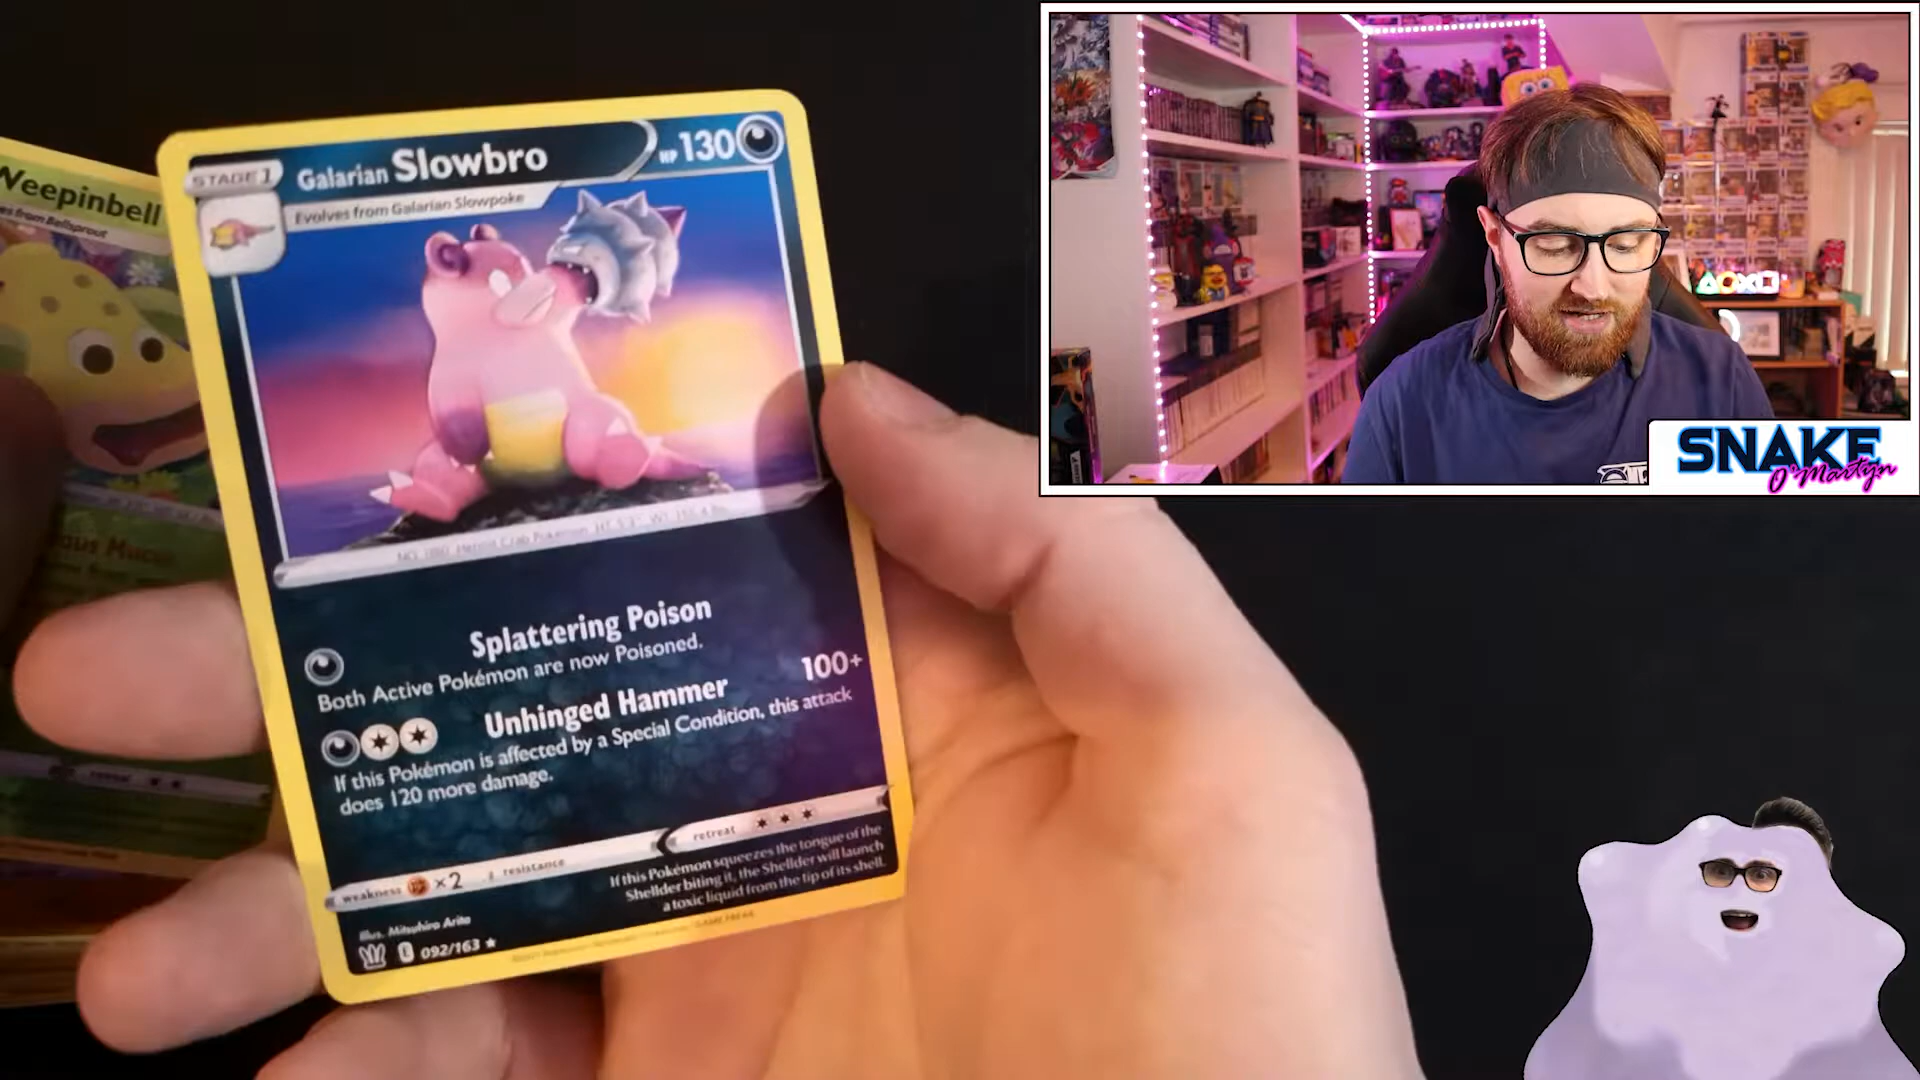 Weepinbell
STAGE 1
Galarian Slowbro
HP 130
Evolves from Galarian Slowpoke
Splattering Poison
Both Active Pokémon are now Poisoned.
Unhinged Hammer 100+
If this Pokémon is affected by a Special Condition, this attack
does 120 more damage.
weakness ×2 resistance
retreat
If this Pokémon squeezes the tongue of the
Shellder biting it, the Shellder will launch
a toxic liquid from the tip of its shell.
Illus. Mitsuhiro Arita
092/163 ★
SNAKE
O'Martyn